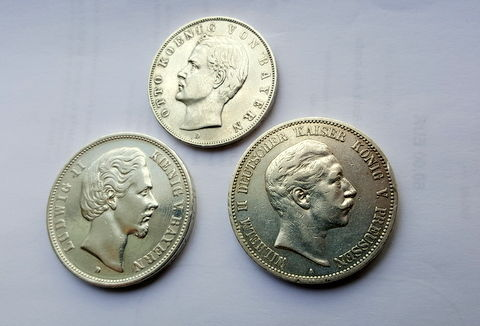 OTTO KOENIG VON BAYERN
D
LUDWIG II KOENIG V. BAYERN
D
WILHELM II DEUTSCHER KAISER KÖNIG V. PREUSSEN
A